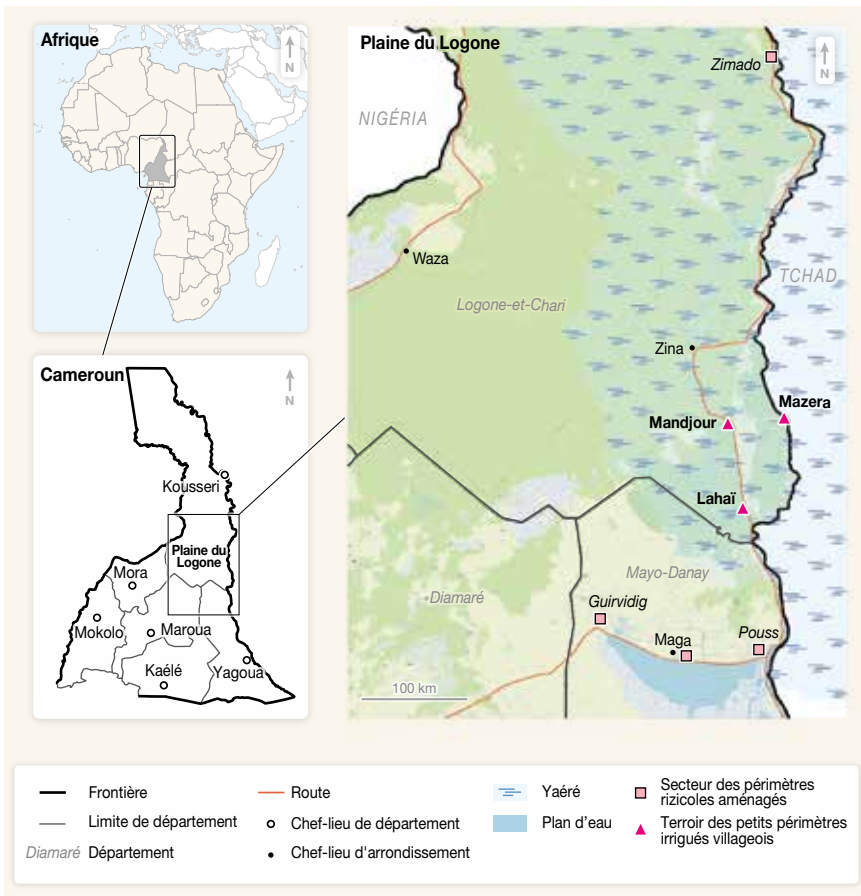 Afrique
N
Cameroun
N
Kousseri
Plaine du
Logone
Mora
Mokolo
Maroua
Kaélé
Yagoua
Plaine du Logone
N
Zimado
NIGÉRIA
Waza
TCHAD
Logone-et-Chari
Zina
Mazera
Mandjour
Lahaï
Mayo-Danay
Diamaré
Guirvidig
Maga
Pouss
100 km
Frontière
Limite de département
Diamaré Département
Route
Chef-lieu de département
Chef-lieu d'arrondissement
Yaéré
Plan d'eau
Secteur des périmètres
rizicoles aménagés
Terroir des petits périmètres
irrigués villageois